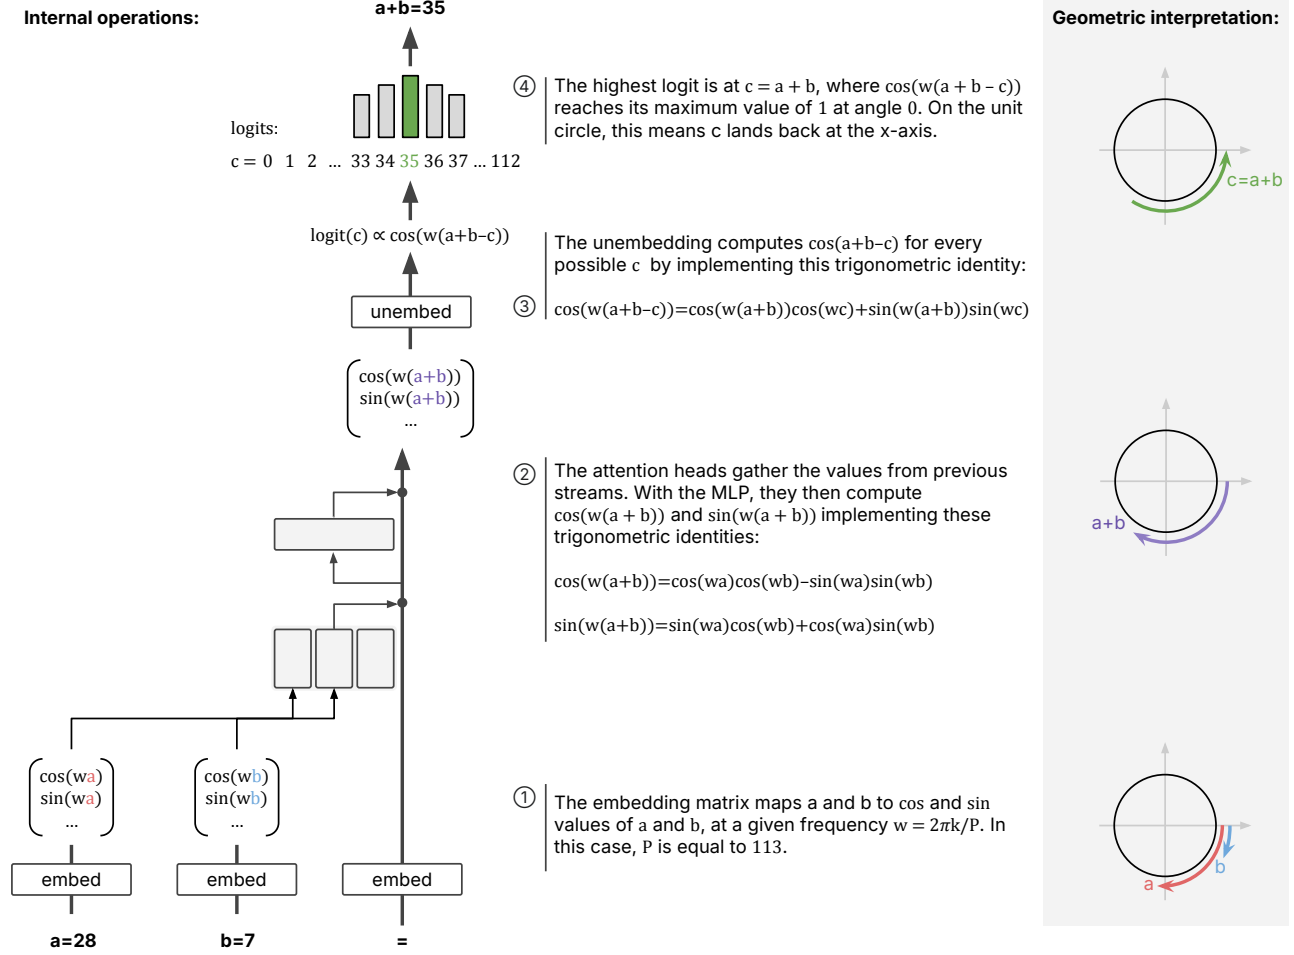 Internal operations:
a+b=35
Geometric interpretation:
④
The highest logit is at c = a + b, where cos(w(a + b – c))
reaches its maximum value of 1 at angle 0. On the unit
circle, this means c lands back at the x-axis.
logits:
c = 0 1 2 ... 33 34 35 36 37 ... 112
c=a+b
logit(c) ∝ cos(w(a+b–c))
The unembedding computes cos(a+b–c) for every
possible c by implementing this trigonometric identity:
③
cos(w(a+b–c))=cos(w(a+b))cos(wc)+sin(w(a+b))sin(wc)
unembed
cos(w(a+b))
sin(w(a+b))
...
②
The attention heads gather the values from previous
streams. With the MLP, they then compute
cos(w(a + b)) and sin(w(a + b)) implementing these
trigonometric identities:
cos(w(a+b))=cos(wa)cos(wb)–sin(wa)sin(wb)
sin(w(a+b))=sin(wa)cos(wb)+cos(wa)sin(wb)
a+b
cos(wa)
sin(wa)
...
cos(wb)
sin(wb)
...
①
The embedding matrix maps a and b to cos and sin
values of a and b, at a given frequency w = 2πk/P. In
this case, P is equal to 113.
b
a
embed
embed
embed
a=28
b=7
=